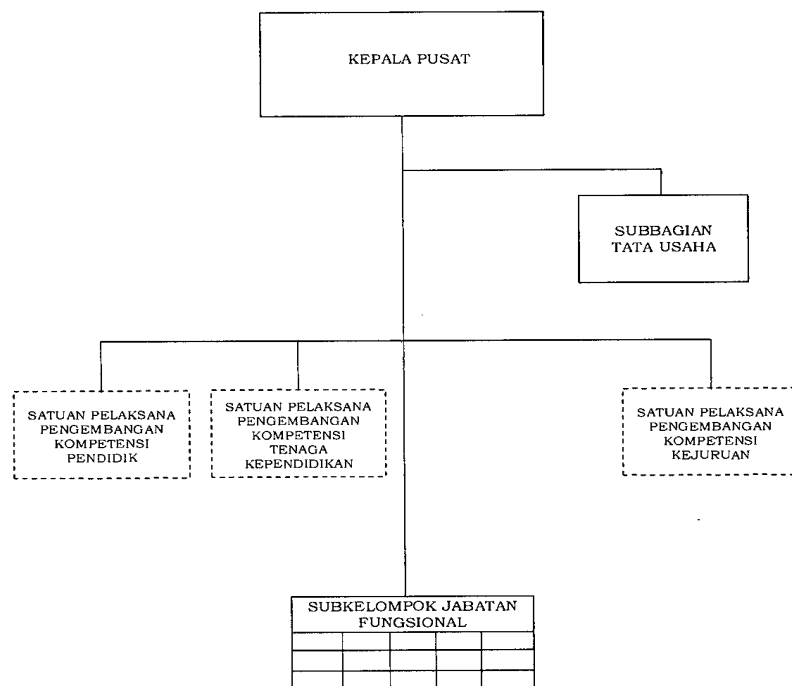 KEPALA PUSAT
SUBBAGIAN
TATA USAHA
SATUAN PELAKSANA
PENGEMBANGAN
KOMPETENSI
PENDIDIK
SATUAN PELAKSANA
PENGEMBANGAN
KOMPETENSI
TENAGA
KEPENDIDIKAN
SATUAN PELAKSANA
PENGEMBANGAN
KOMPETENSI
KEJURUAN
SUBKELOMPOK JABATAN
FUNGSIONAL